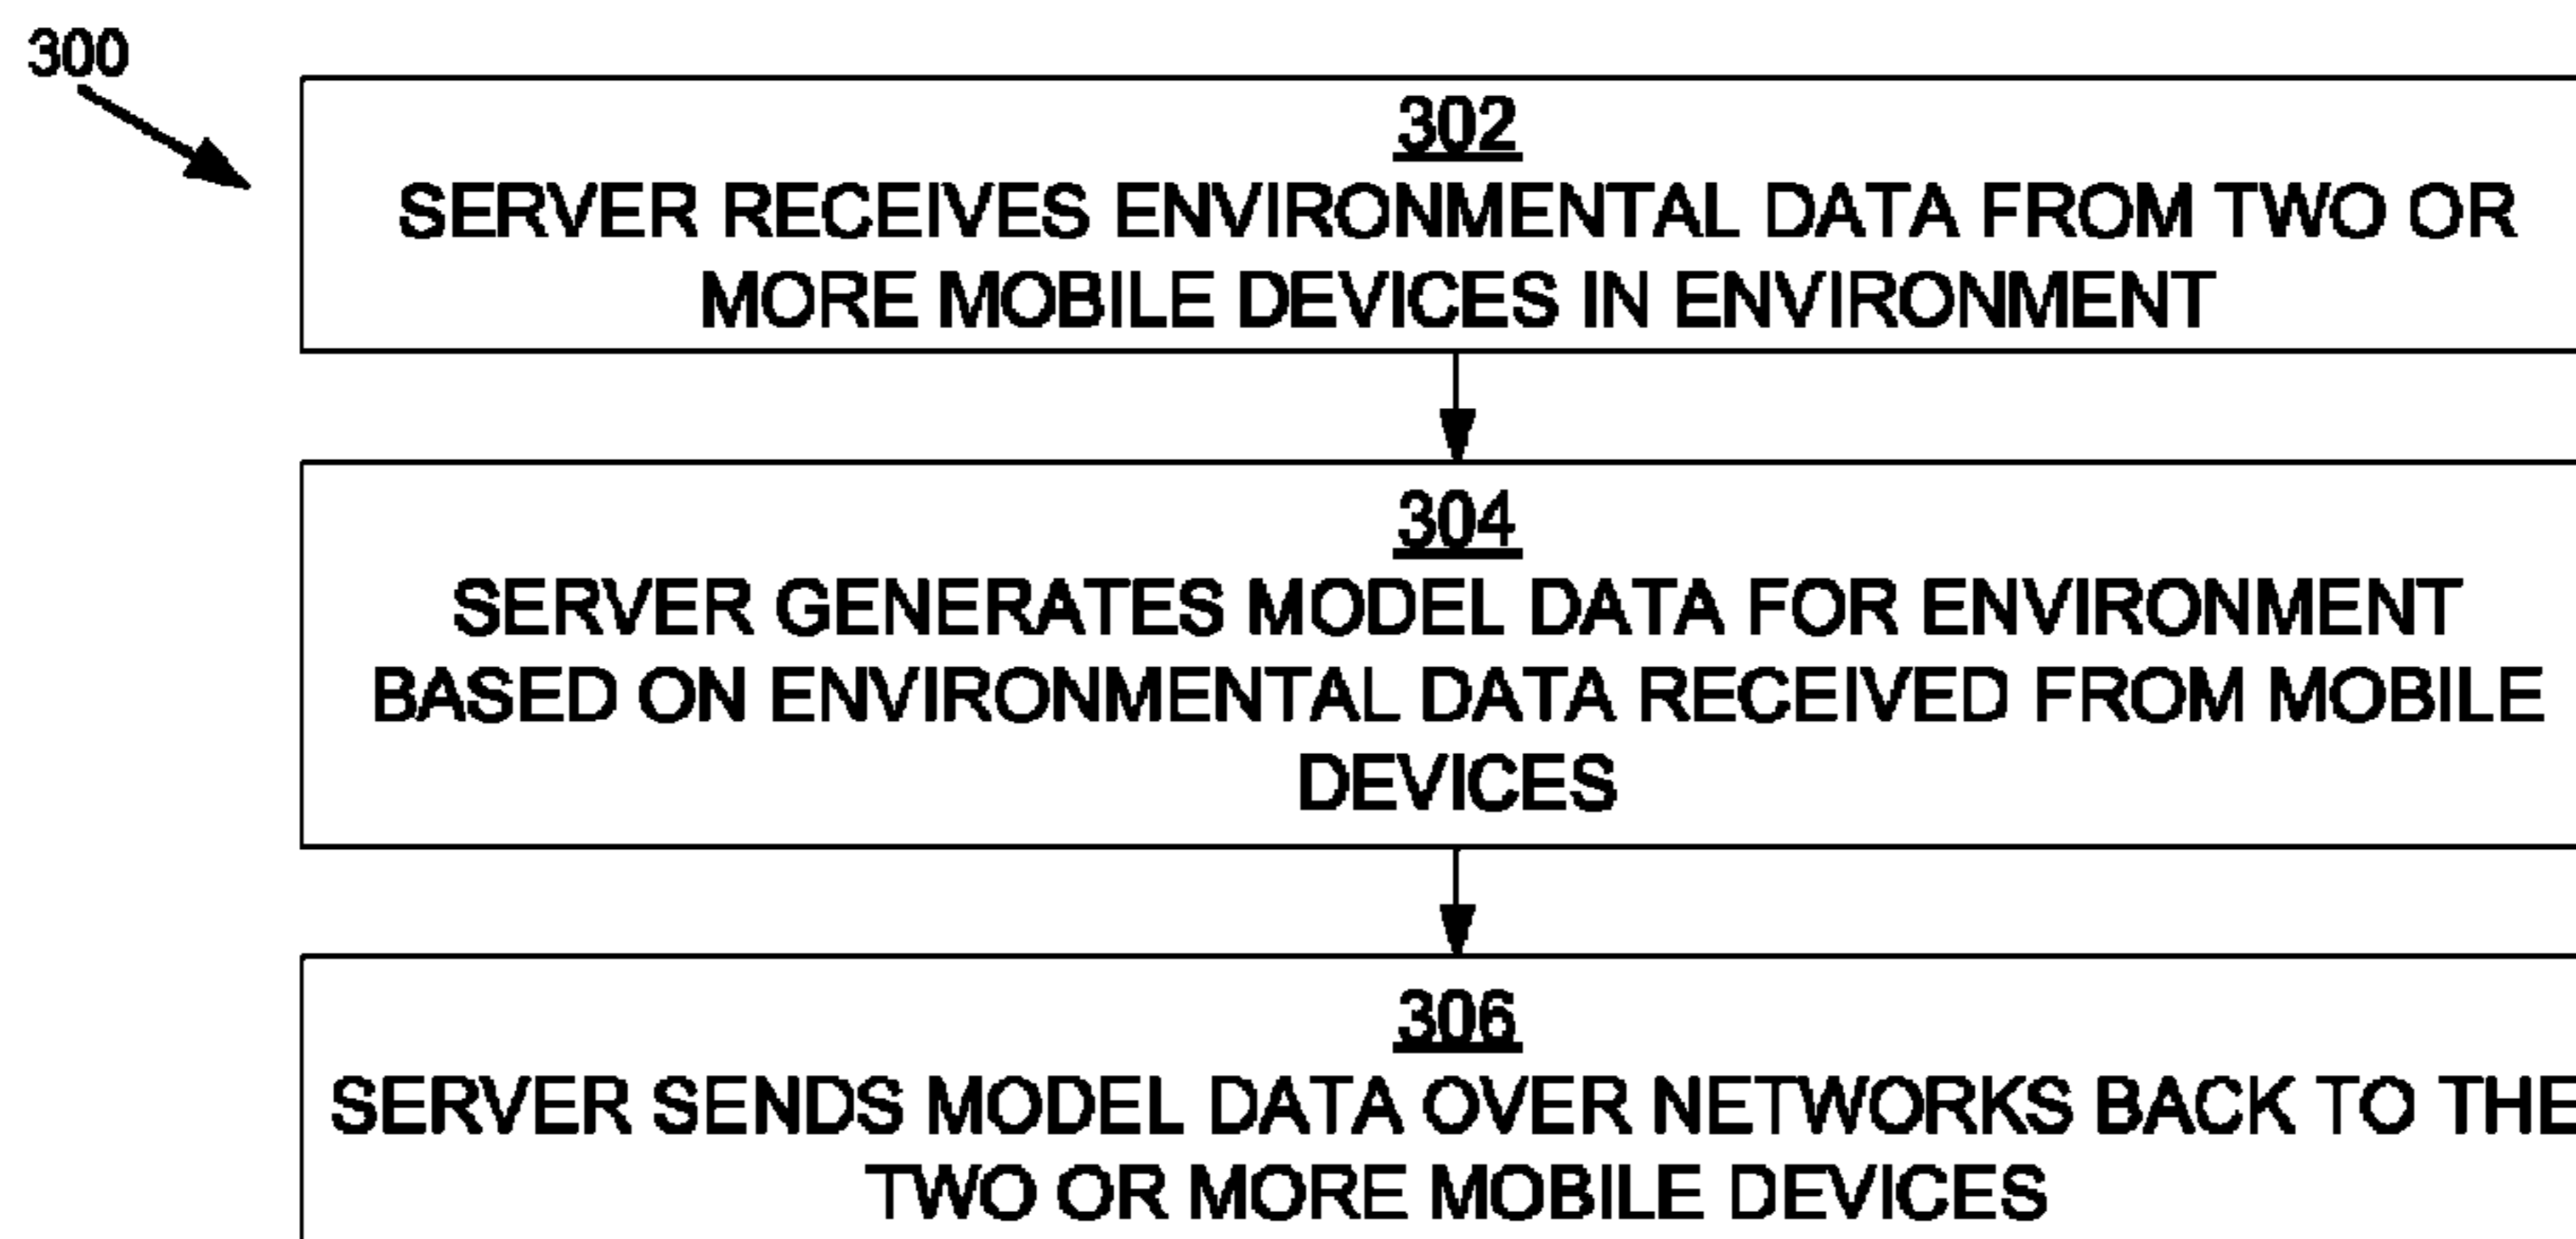 300
302
SERVER RECEIVES ENVIRONMENTAL DATA FROM TWO OR
MORE MOBILE DEVICES IN ENVIRONMENT
304
SERVER GENERATES MODEL DATA FOR ENVIRONMENT
BASED ON ENVIRONMENTAL DATA RECEIVED FROM MOBILE
DEVICES
306
SERVER SENDS MODEL DATA OVER NETWORKS BACK TO THE
TWO OR MORE MOBILE DEVICES